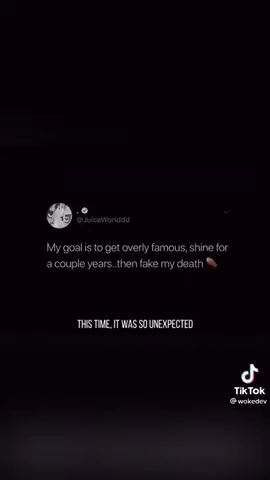 .
@JuiceWorlddd
My goal is to get overly famous, shine for
a couple years..then fake my death
THIS TIME, IT WAS SO UNEXPECTED
TikTok
@wokedev